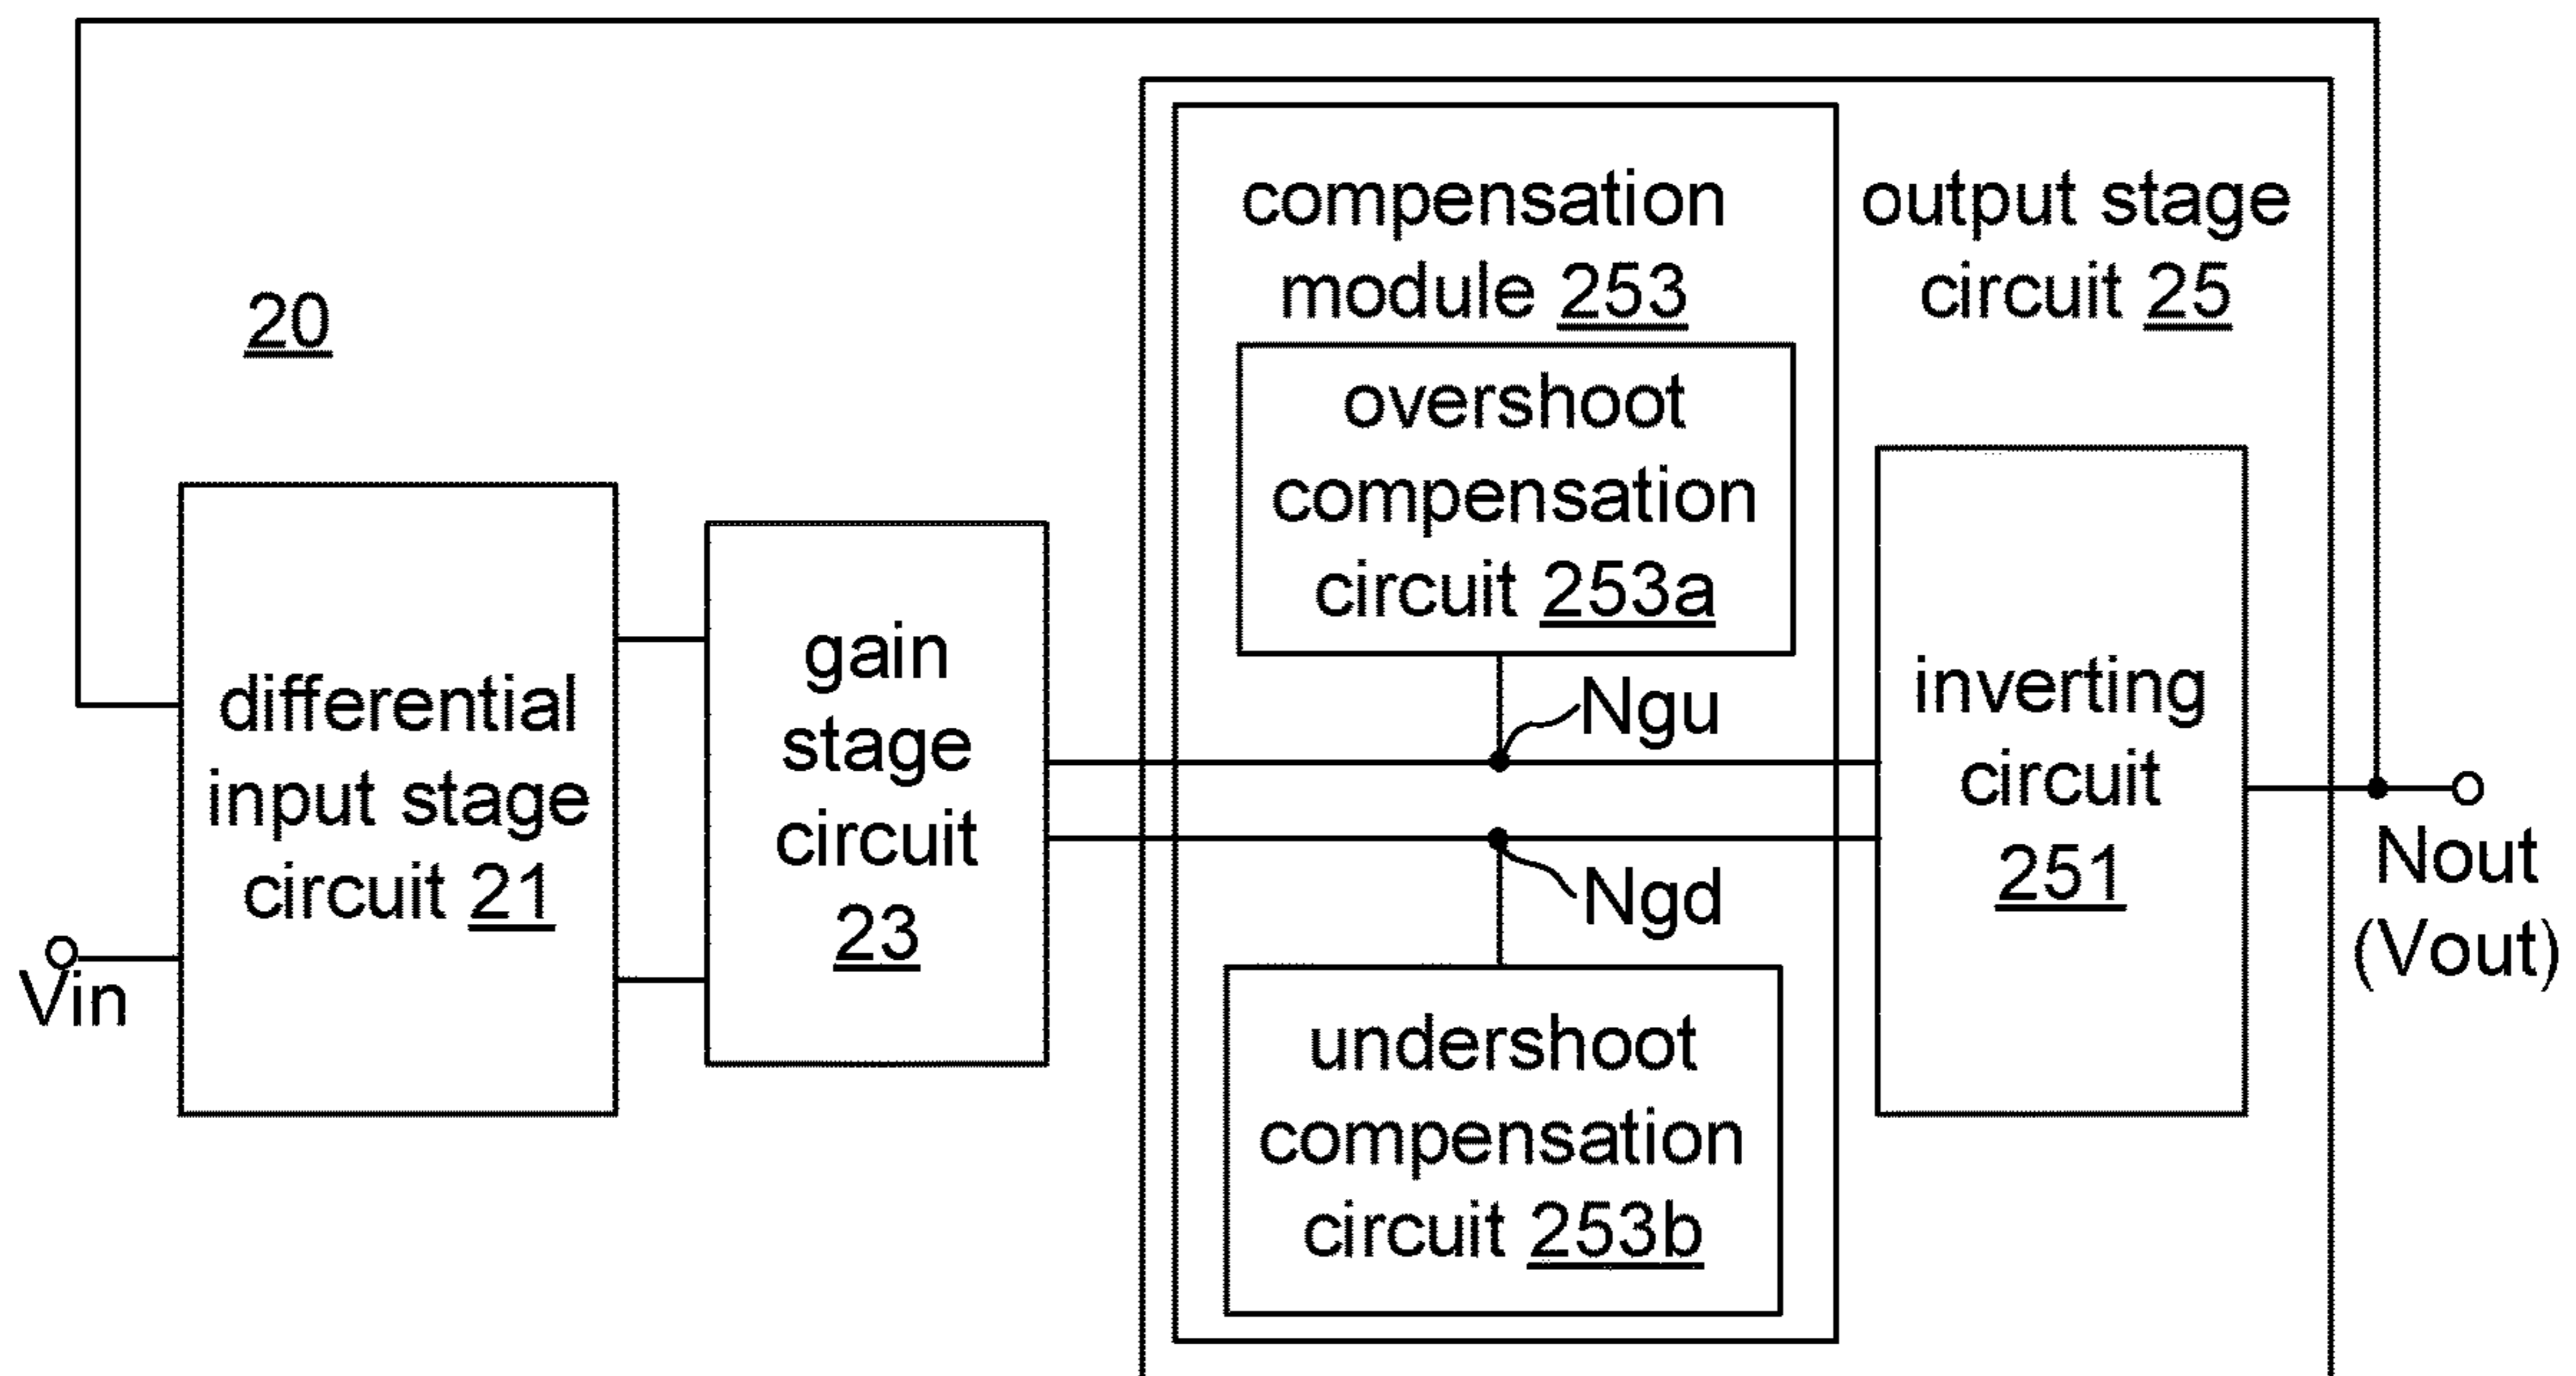 20
differential
input stage
circuit 21
Vin
gain
stage
circuit
23
compensation
module 253
overshoot
compensation
circuit 253a
Ngu
Ngd
undershoot
compensation
circuit 253b
output stage
circuit 25
inverting
circuit
251
Nout
(Vout)